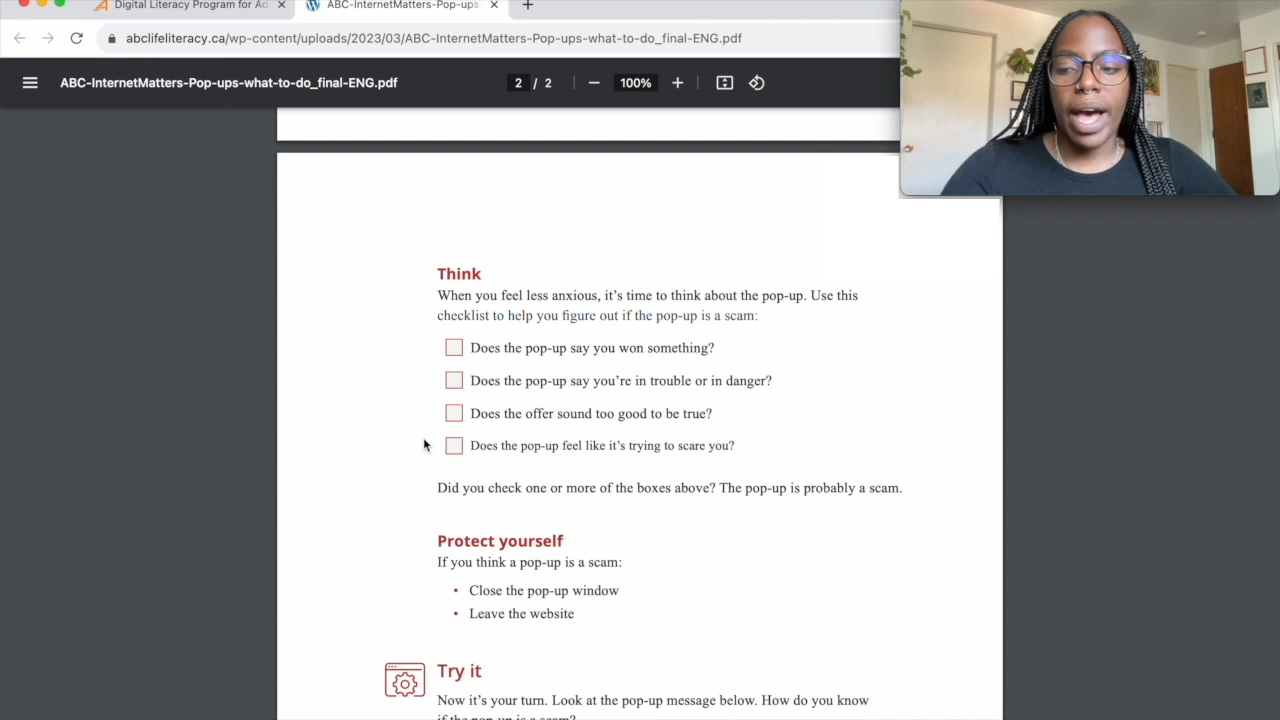 Digital Literacy Program for Ad
ABC-InternetMatters-Pop-ups-
abclifeliteracy.ca/wp-content/uploads/2023/03/ABC-InternetMatters-Pop-ups-what-to-do_final-ENG.pdf
ABC-InternetMatters-Pop-ups-what-to-do_final-ENG.pdf
2 / 2
100%
Think
When you feel less anxious, it's time to think about the pop-up. Use this
checklist to help you figure out if the pop-up is a scam:
Does the pop-up say you won something?
Does the pop-up say you're in trouble or in danger?
Does the offer sound too good to be true?
Does the pop-up feel like it's trying to scare you?
Did you check one or more of the boxes above? The pop-up is probably a scam.
Protect yourself
If you think a pop-up is a scam:
• Close the pop-up window
• Leave the website
Try it
Now it's your turn. Look at the pop-up message below. How do you know
if the pop-up is a scam?